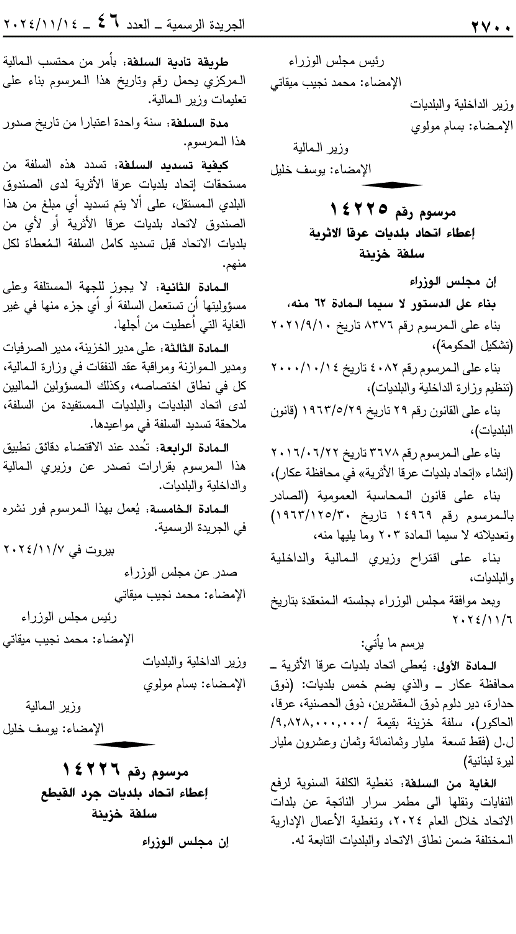 ٢٧٠٠
الجريدة الرسمية ــ العدد ٤٦ ــ ٢٠٢٤/١١/١٤
رئيس مجلس الوزراء
الإمضاء: محمد نجيب ميقاتي
وزير الداخلية والبلديات
الإمضاء: بسام مولوي
وزير المالية
الإمضاء: يوسف خليل
مرسوم رقم ١٤٢٢٥
إعطاء اتحاد بلديات عرقا الاثرية
سلفة خزينة
إن مجلس الوزراء
بناء على الدستور لا سيما المادة ٦٢ منه،
بناء على المرسوم رقم ٨٣٧٦ تاريخ ٢٠٢١/٩/١٠
(تشكيل الحكومة)،
بناء على المرسوم رقم ٤٠٨٢ تاريخ ٢٠٠٠/١٠/١٤
(تنظيم وزارة الداخلية والبلديات)،
بناء على القانون رقم ٢٩ تاريخ ١٩٦٣/٥/٢٩ (قانون
البلديات)،
بناء على المرسوم رقم ٣٦٧٨ تاريخ ٢٠١٦/٠٦/٢٢
(إنشاء «إتحاد بلديات عرقا الأثرية» في محافظة عكار)،
بناء على قانون المحاسبة العمومية (الصادر
بالمرسوم رقم ١٤٩٦٩ تاريخ ١٩٦٣/١٢٥/٣٠)
وتعديلاته لا سيما المادة ٢٠٣ وما يليها منه،
بناء على اقتراح وزيري المالية والداخلية
والبلديات،
وبعد موافقة مجلس الوزراء بجلسته المنعقدة بتاريخ
٢٠٢٤/١١/٦
يرسم ما يأتي:
المادة الأولى: يُعطى اتحاد بلديات عرقا الأثرية ــ
محافظة عكار ــ والذي يضم خمس بلديات: (ذوق
حدارة، دير دلوم ذوق المقشرين، ذوق الحصنية، عرقا،
الحاكور)، سلفة خزينة بقيمة /٩,٨٢٨,٠٠٠,٠٠٠/
ل.ل (فقط تسعة مليار وثمانمائة وثمان وعشرون مليار
ليرة لبنانية)
الغاية من السلفة: تغطية الكلفة السنوية لرفع
النفايات ونقلها الى مطمر سرار الناتجة عن بلدات
الاتحاد خلال العام ٢٠٢٤، وتغطية الأعمال الإدارية
المختلفة ضمن نطاق الاتحاد والبلديات التابعة له.
طريقة تادية السلفة: بأمر من محتسب المالية
المركزي يحمل رقم وتاريخ هذا المرسوم بناء على
تعليمات وزير المالية.
مدة السلفة: سنة واحدة اعتبارا من تاريخ صدور
هذا المرسوم.
كيفية تسديد السلفة: تسدد هذه السلفة من
مستحقات إتحاد بلديات عرقا الأثرية لدى الصندوق
البلدي المستقل، على ألا يتم تسديد أي مبلغ من هذا
الصندوق لاتحاد بلديات عرقا الأثرية أو لأي من
بلديات الاتحاد قبل تسديد كامل السلفة المُعطاة لكل
منهم.
المادة الثانية: لا يجوز للجهة المستلفة وعلى
مسؤوليتها أن تستعمل السلفة أو أي جزء منها في غير
الغاية التي أعطيت من أجلها.
المادة الثالثة: على مدير الخزينة، مدير الصرفيات
ومدير الموازنة ومراقبة عقد النفقات في وزارة المالية،
كل في نطاق اختصاصه، وكذلك المسؤولين الماليين
لدى اتحاد البلديات والبلديات المستفيدة من السلفة،
ملاحقة تسديد السلفة في مواعيدها.
المادة الرابعة: تُحدد عند الاقتضاء دقائق تطبيق
هذا المرسوم بقرارات تصدر عن وزيري المالية
والداخلية والبلديات.
المادة الخامسة: يُعمل بهذا المرسوم فور نشره
في الجريدة الرسمية.
بيروت في ٢٠٢٤/١١/٧
صدر عن مجلس الوزراء
الإمضاء: محمد نجيب ميقاتي
رئيس مجلس الوزراء
الإمضاء: محمد نجيب ميقاتي
وزير الداخلية والبلديات
الإمضاء: بسام مولوي
وزير المالية
الإمضاء: يوسف خليل
مرسوم رقم ١٤٢٢٦
إعطاء اتحاد بلديات جرد القيطع
سلفة خزينة
إن مجلس الوزراء